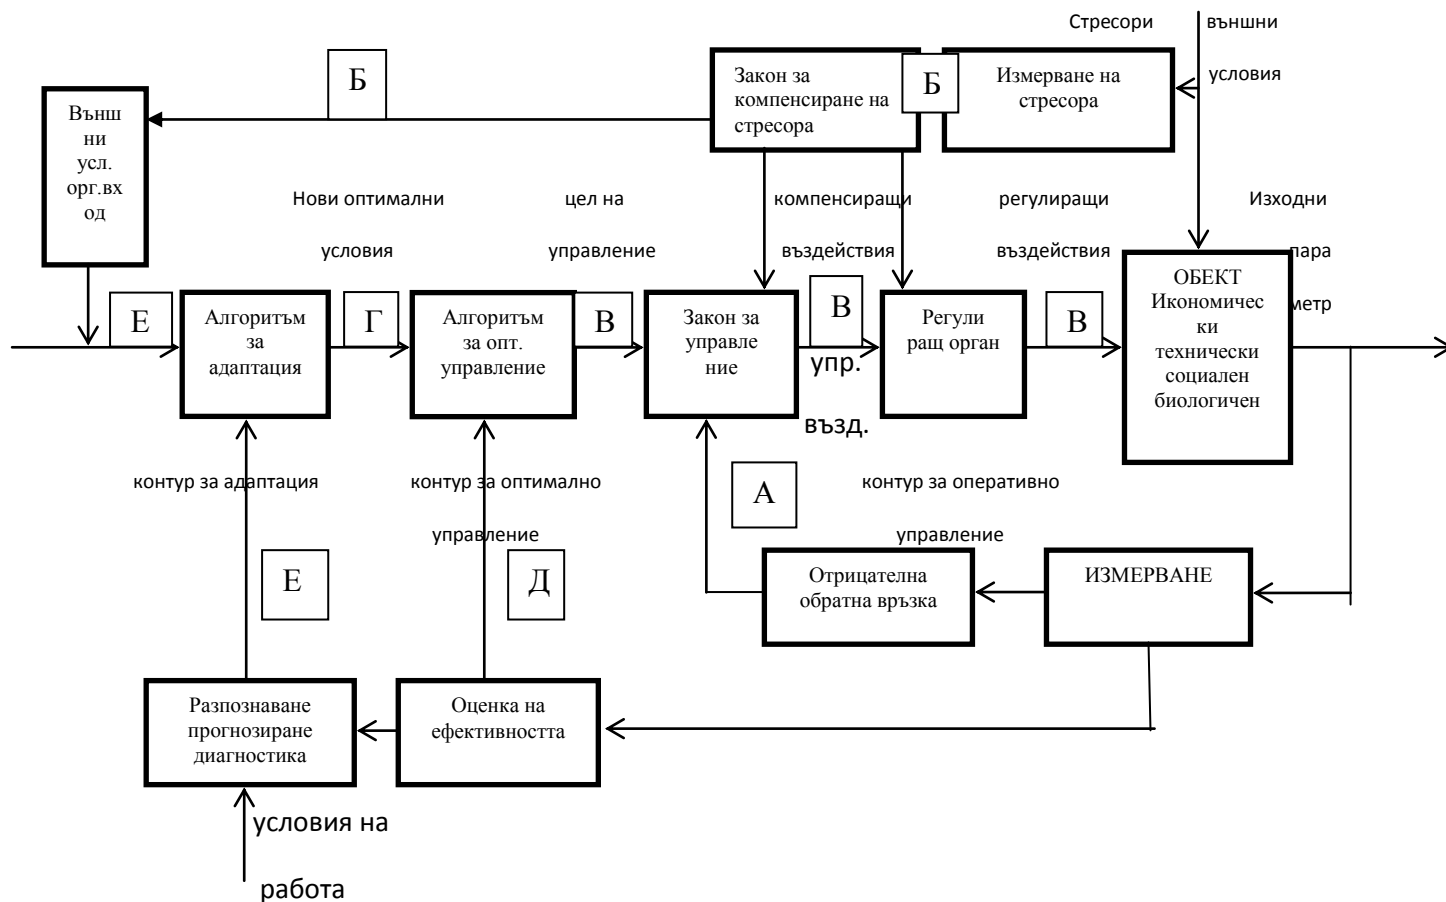 Стресори
външни
условия
Б
Закон за
компенсиране на
стресора
Б
Измерване на
стресора
Външ
ни
усл.
орг.вх
од
Нови оптимални
условия
цел на
управление
компенсиращи
въздействия
регулиращи
въздействия
Изходни
пара
метр
Е
Алгоритъм
за
адаптация
Г
Алгоритъм
за опт.
управление
В
Закон за
управле
ние
В
упр.
възд.
Регули
ращ орган
В
ОБЕКТ
Икономичес
ки
технически
социален
биологичен
контур за адаптация
контур за оптимално
управление
А
контур за оперативно
управление
Е
Д
Отрицателна
обратна връзка
ИЗМЕРВАНЕ
Разпознаване
прогнозиране
диагностика
Оценка на
ефективността
условия на
работа